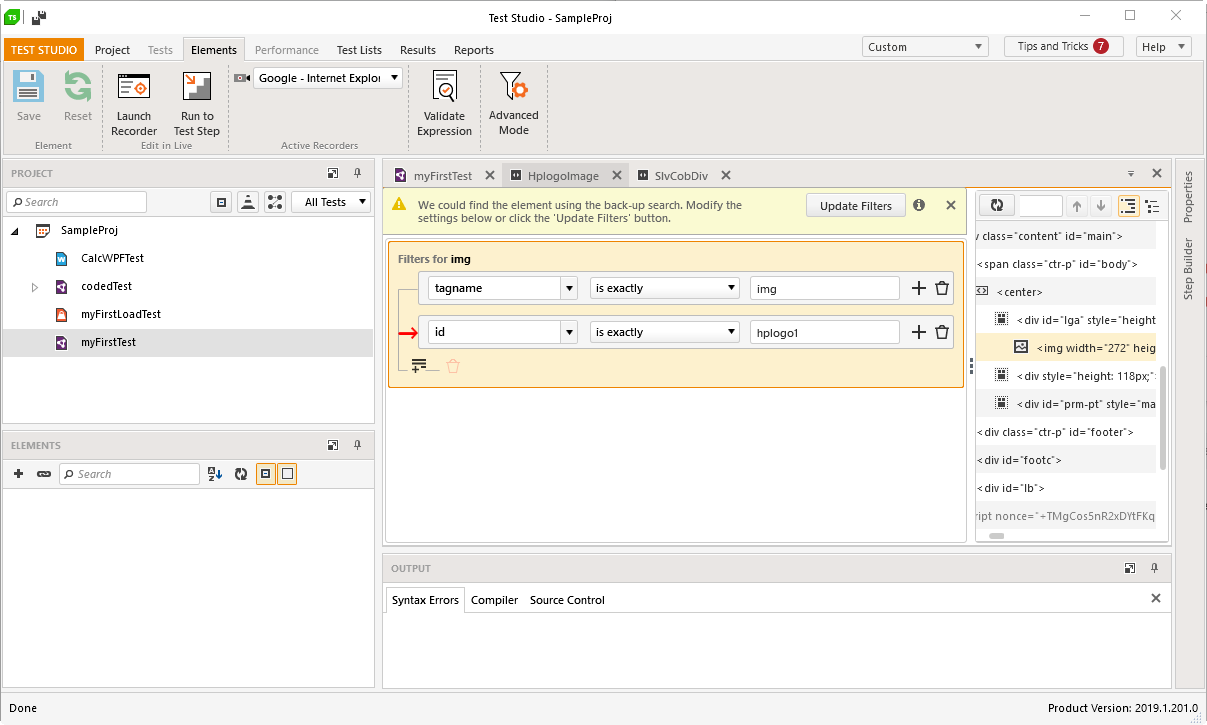 TS
Test Studio - SampleProj
TEST STUDIO
Project
Tests
Elements
Performance
Test Lists
Results
Reports
Custom
Tips and Tricks 7
Help
Save
Reset
Launch
Recorder
Run to
Test Step
Google - Internet Explor
Validate
Expression
Advanced
Mode
Element
Edit in Live
Active Recorders
PROJECT
Search
All Tests
SampleProj
CalcWPFTest
codedTest
myFirstLoadTest
myFirstTest
ELEMENTS
Search
myFirstTest
HplogoImage
SlvCobDiv
We could find the element using the back-up search. Modify the
settings below or click the 'Update Filters' button.
Update Filters
Filters for img
tagname
is exactly
img
id
is exactly
hplogo1
class="content" id="main">
<span class="ctr-p" id="body">
<center>
<div id="lga" style="height
<img width="272" heig
<div style="height: 118px;"
<div id="prm-pt" style="ma
<div class="ctr-p" id="footer">
<div id="footc">
<div id="lb">
ript nonce="+TMgCos5nR2xDYtFKq
Properties
Step Builder
OUTPUT
Syntax Errors
Compiler
Source Control
Done
Product Version: 2019.1.201.0